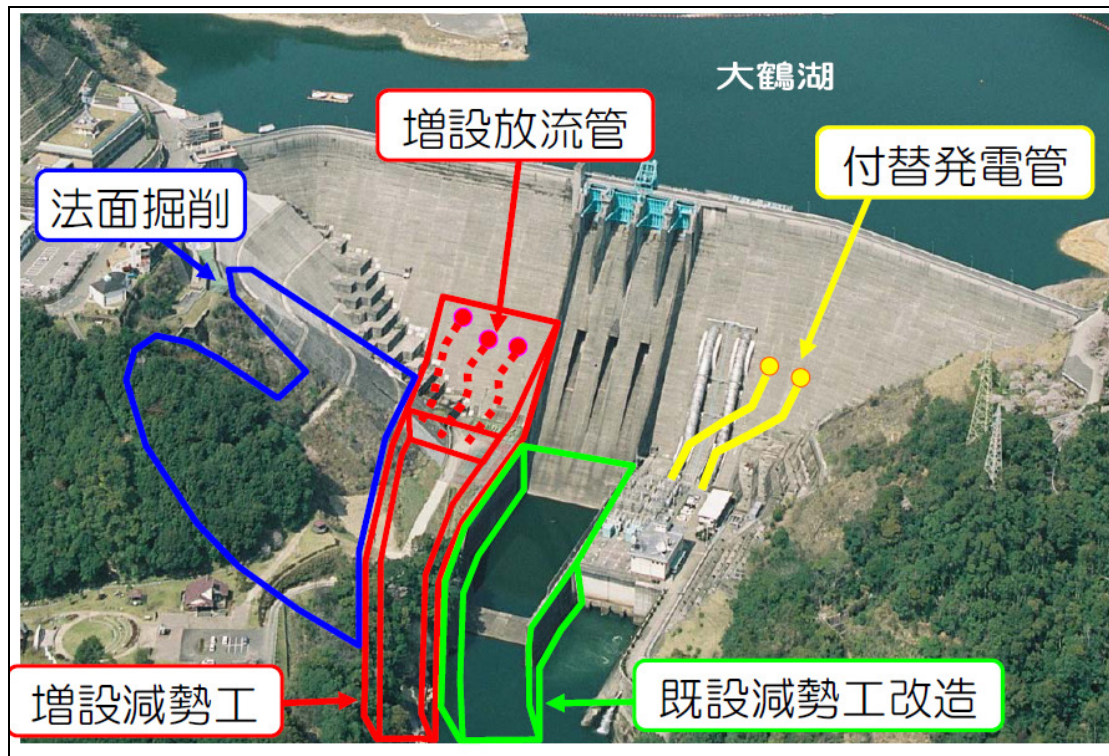 大鶴湖
増設放流管
付替発電管
法面掘削
増設減勢工
既設減勢工改造